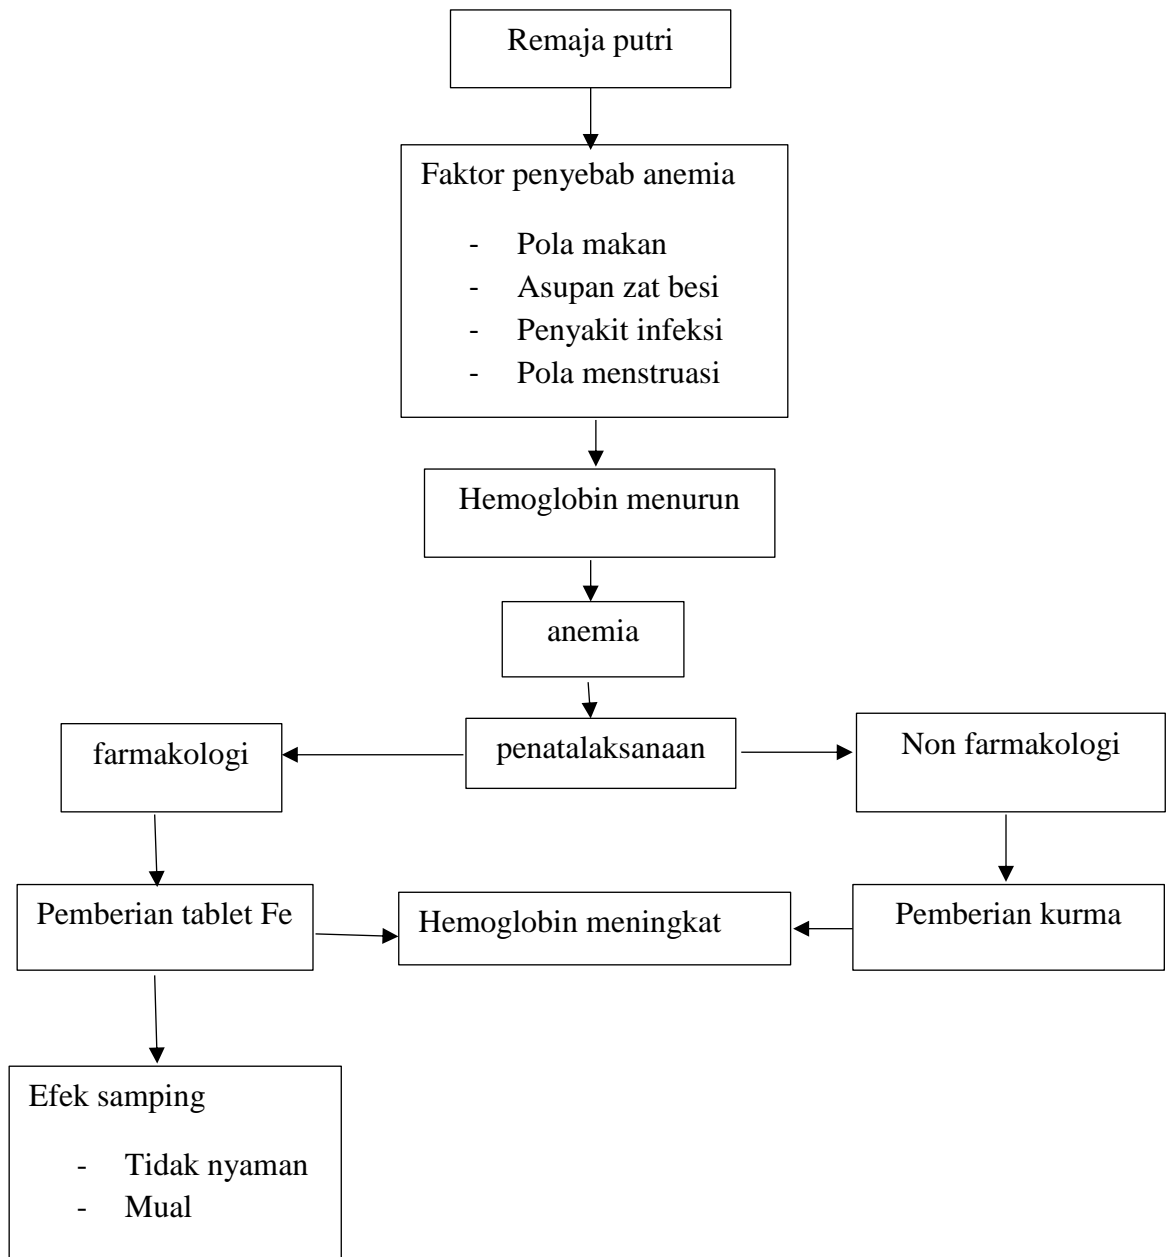 Remaja putri
Faktor penyebab anemia
- Pola makan
- Asupan zat besi
- Penyakit infeksi
- Pola menstruasi
Hemoglobin menurun
anemia
farmakologi
penatalaksanaan
Non farmakologi
Pemberian tablet Fe
Hemoglobin meningkat
Pemberian kurma
Efek samping
- Tidak nyaman
- Mual